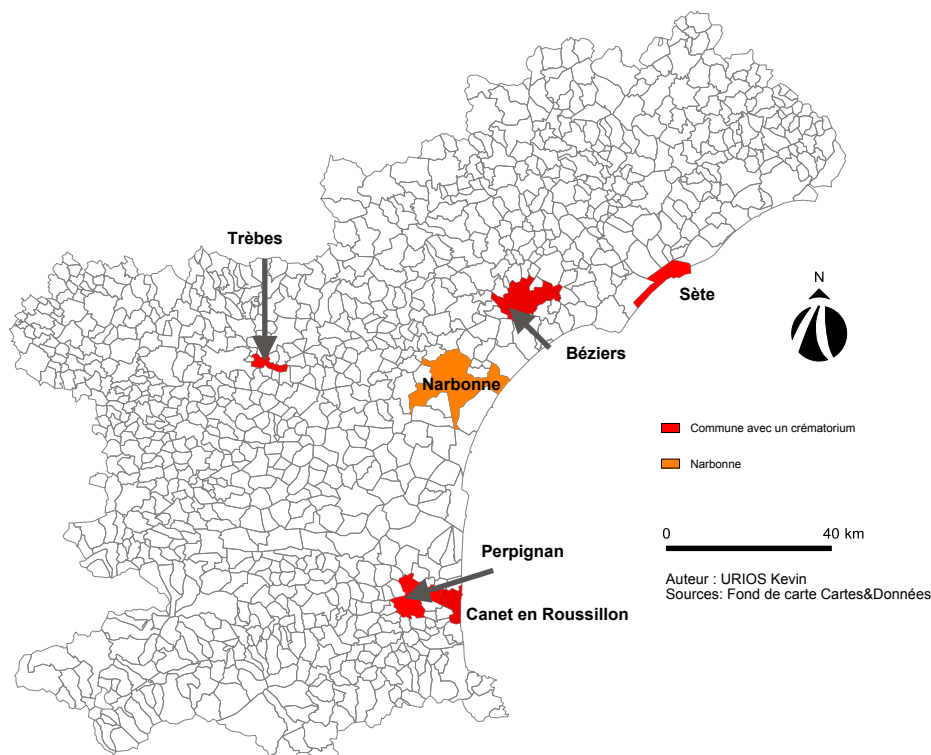 Trèbes
Sète
N
Béziers
Narbonne
Commune avec un crématorium
Narbonne
0 40 km
Perpignan
Auteur : URIOS Kevin
Sources: Fond de carte Cartes&Données
Canet en Roussillon